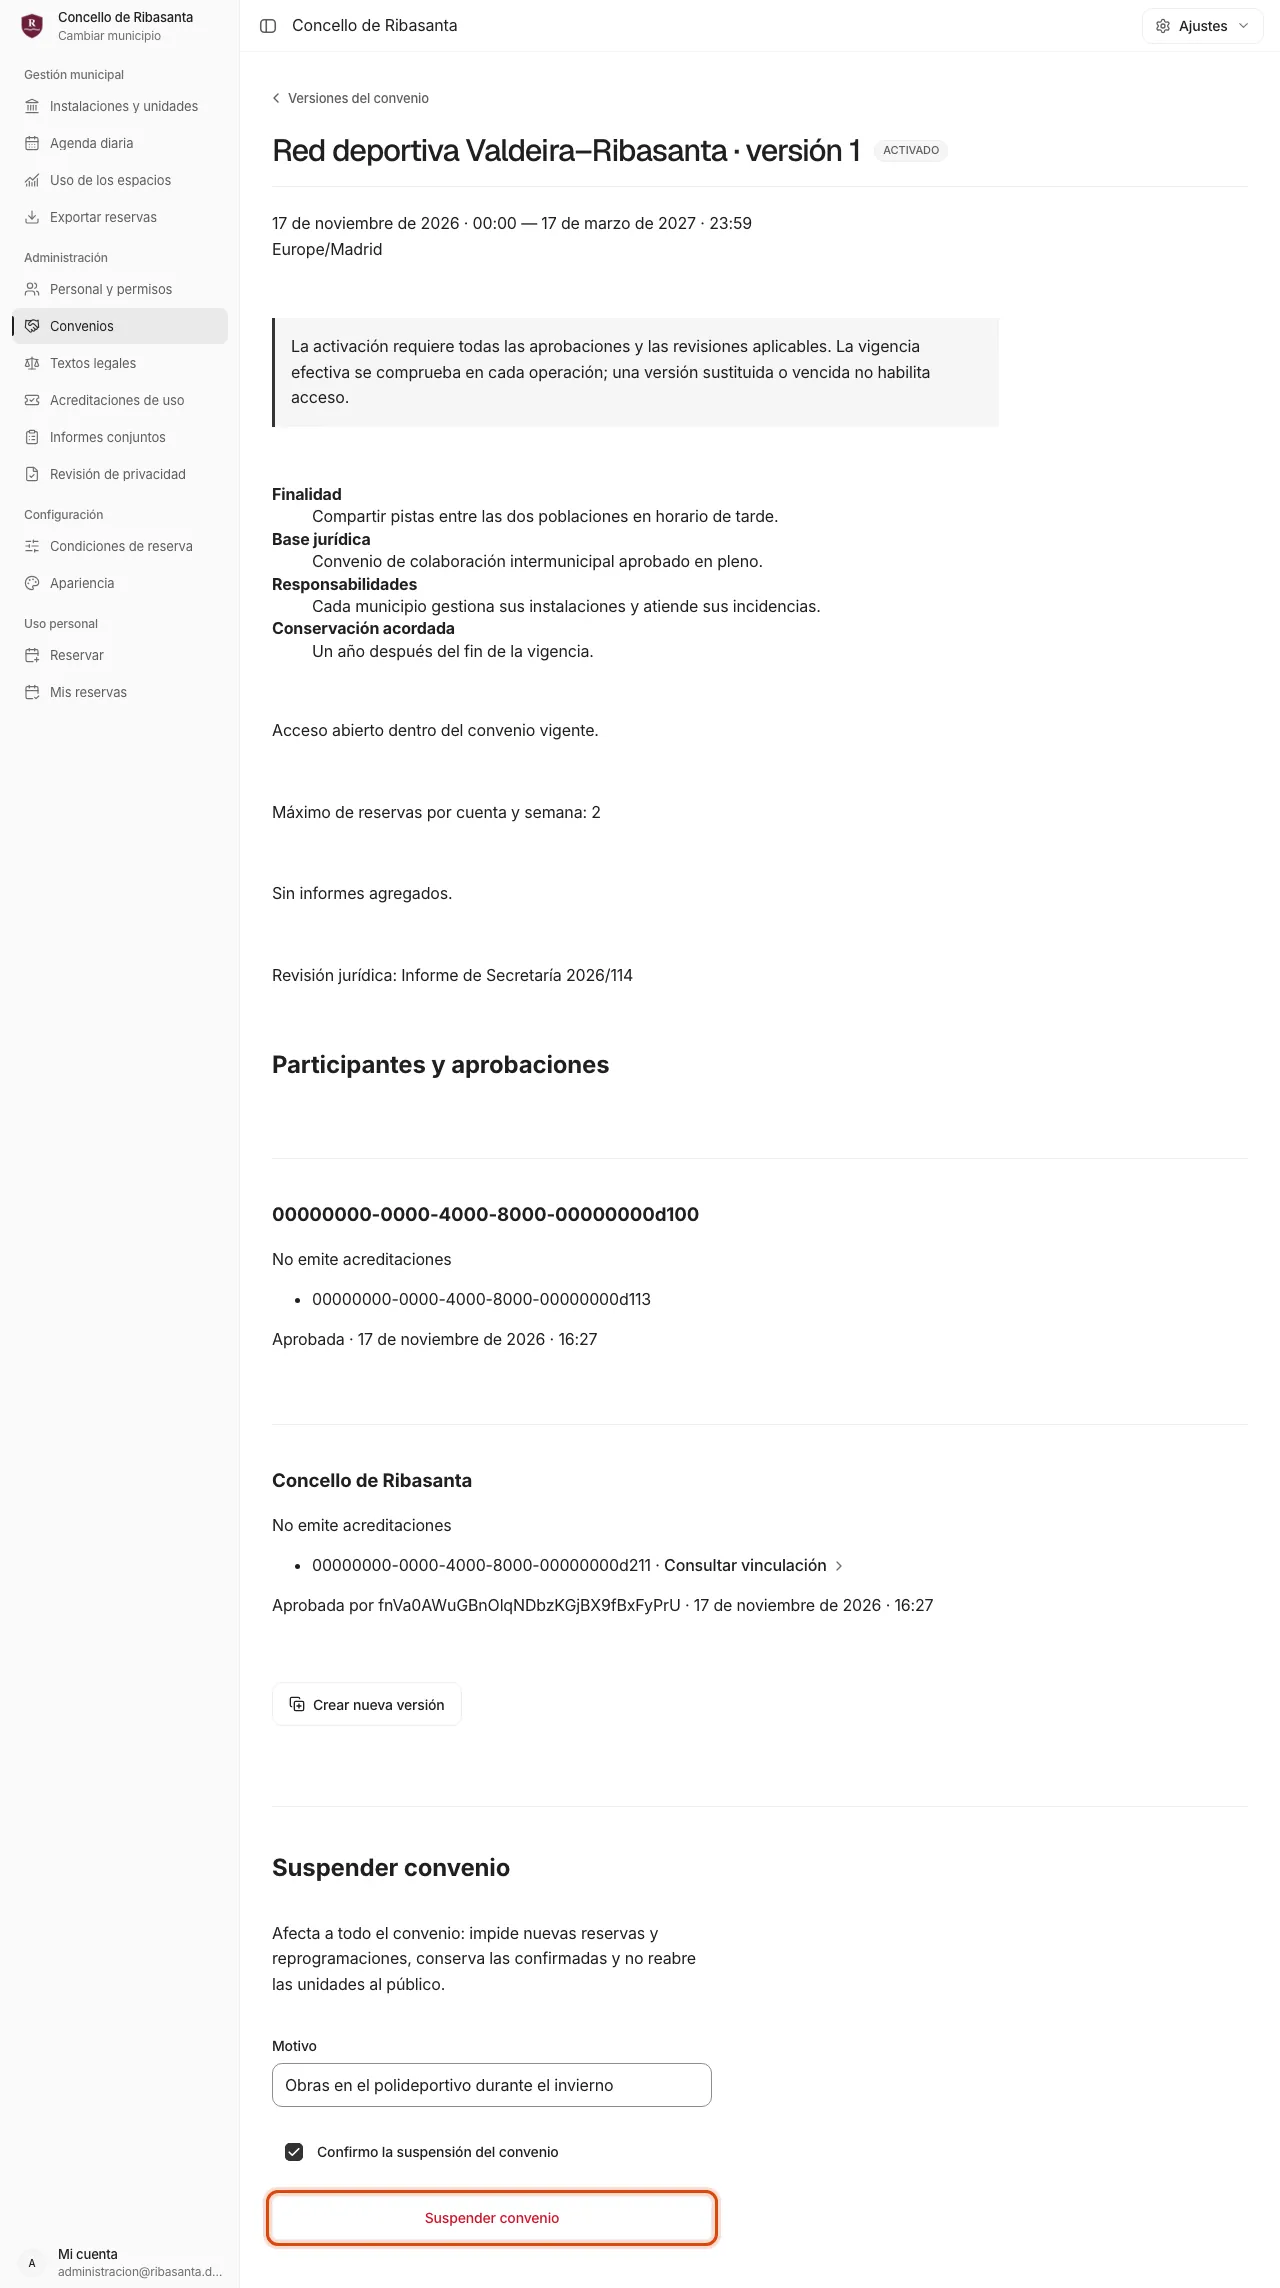 R
Concello de Ribasanta
Cambiar municipio
Gestión municipal
Instalaciones y unidades
Agenda diaria
Uso de los espacios
Exportar reservas
Administración
Personal y permisos
Convenios
Textos legales
Acreditaciones de uso
Informes conjuntos
Revisión de privacidad
Configuración
Condiciones de reserva
Apariencia
Uso personal
Reservar
Mis reservas
A
Mi cuenta
administracion@ribasanta.d...
Concello de Ribasanta
Ajustes
Versiones del convenio
Red deportiva Valdeira–Ribasanta · versión 1
ACTIVADO
17 de noviembre de 2026 · 00:00 — 17 de marzo de 2027 · 23:59
Europe/Madrid
La activación requiere todas las aprobaciones y las revisiones aplicables. La vigencia
efectiva se comprueba en cada operación; una versión sustituida o vencida no habilita
acceso.
Finalidad
Compartir pistas entre las dos poblaciones en horario de tarde.
Base jurídica
Convenio de colaboración intermunicipal aprobado en pleno.
Responsabilidades
Cada municipio gestiona sus instalaciones y atiende sus incidencias.
Conservación acordada
Un año después del fin de la vigencia.
Acceso abierto dentro del convenio vigente.
Máximo de reservas por cuenta y semana: 2
Sin informes agregados.
Revisión jurídica: Informe de Secretaría 2026/114
Participantes y aprobaciones
00000000-0000-4000-8000-00000000d100
No emite acreditaciones
• 00000000-0000-4000-8000-00000000d113
Aprobada · 17 de noviembre de 2026 · 16:27
Concello de Ribasanta
No emite acreditaciones
• 00000000-0000-4000-8000-00000000d211 · Consultar vinculación
Aprobada por fnVa0AWuGBnOlqNDbzKGjBX9fBxFyPrU · 17 de noviembre de 2026 · 16:27
Crear nueva versión
Suspender convenio
Afecta a todo el convenio: impide nuevas reservas y
reprogramaciones, conserva las confirmadas y no reabre
las unidades al público.
Motivo
Obras en el polideportivo durante el invierno
Confirmo la suspensión del convenio
Suspender convenio